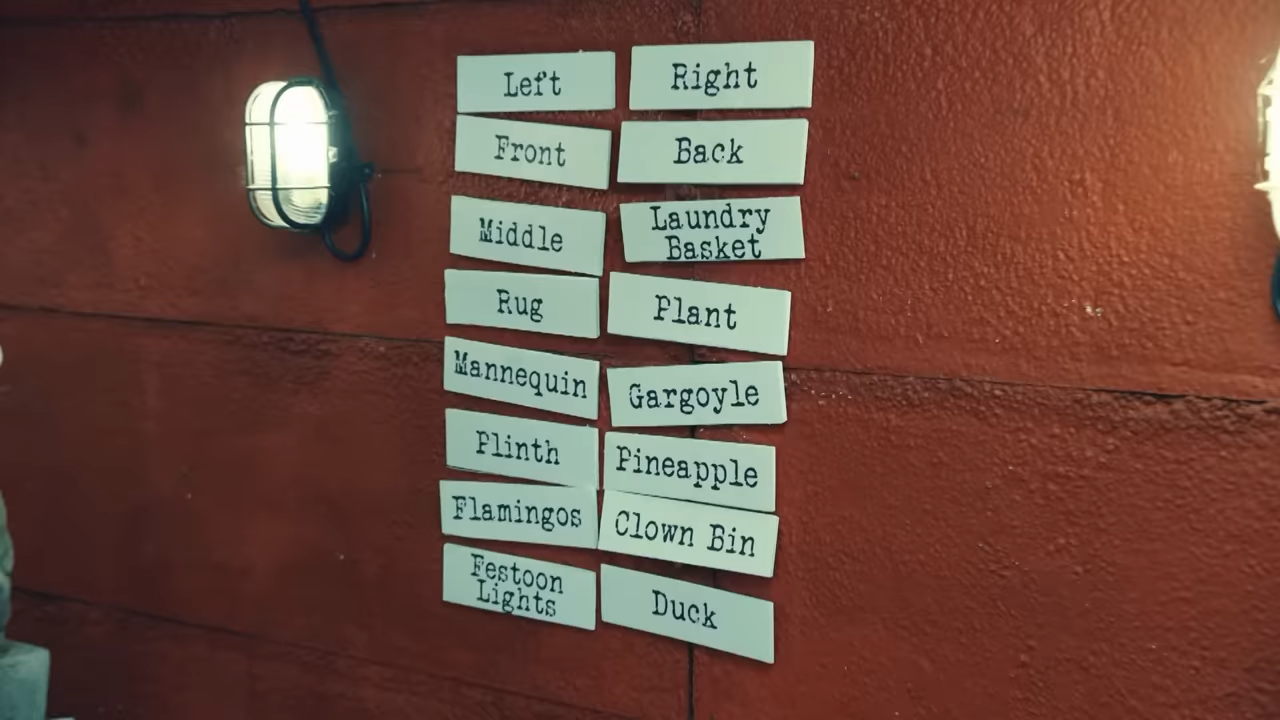 Left
Right
Front
Back
Middle
Laundry
Basket
Rug
Plant
Mannequin
Gargoyle
Plinth
Pineapple
Flamingos
Clown Bin
Festoon
Lights
Duck